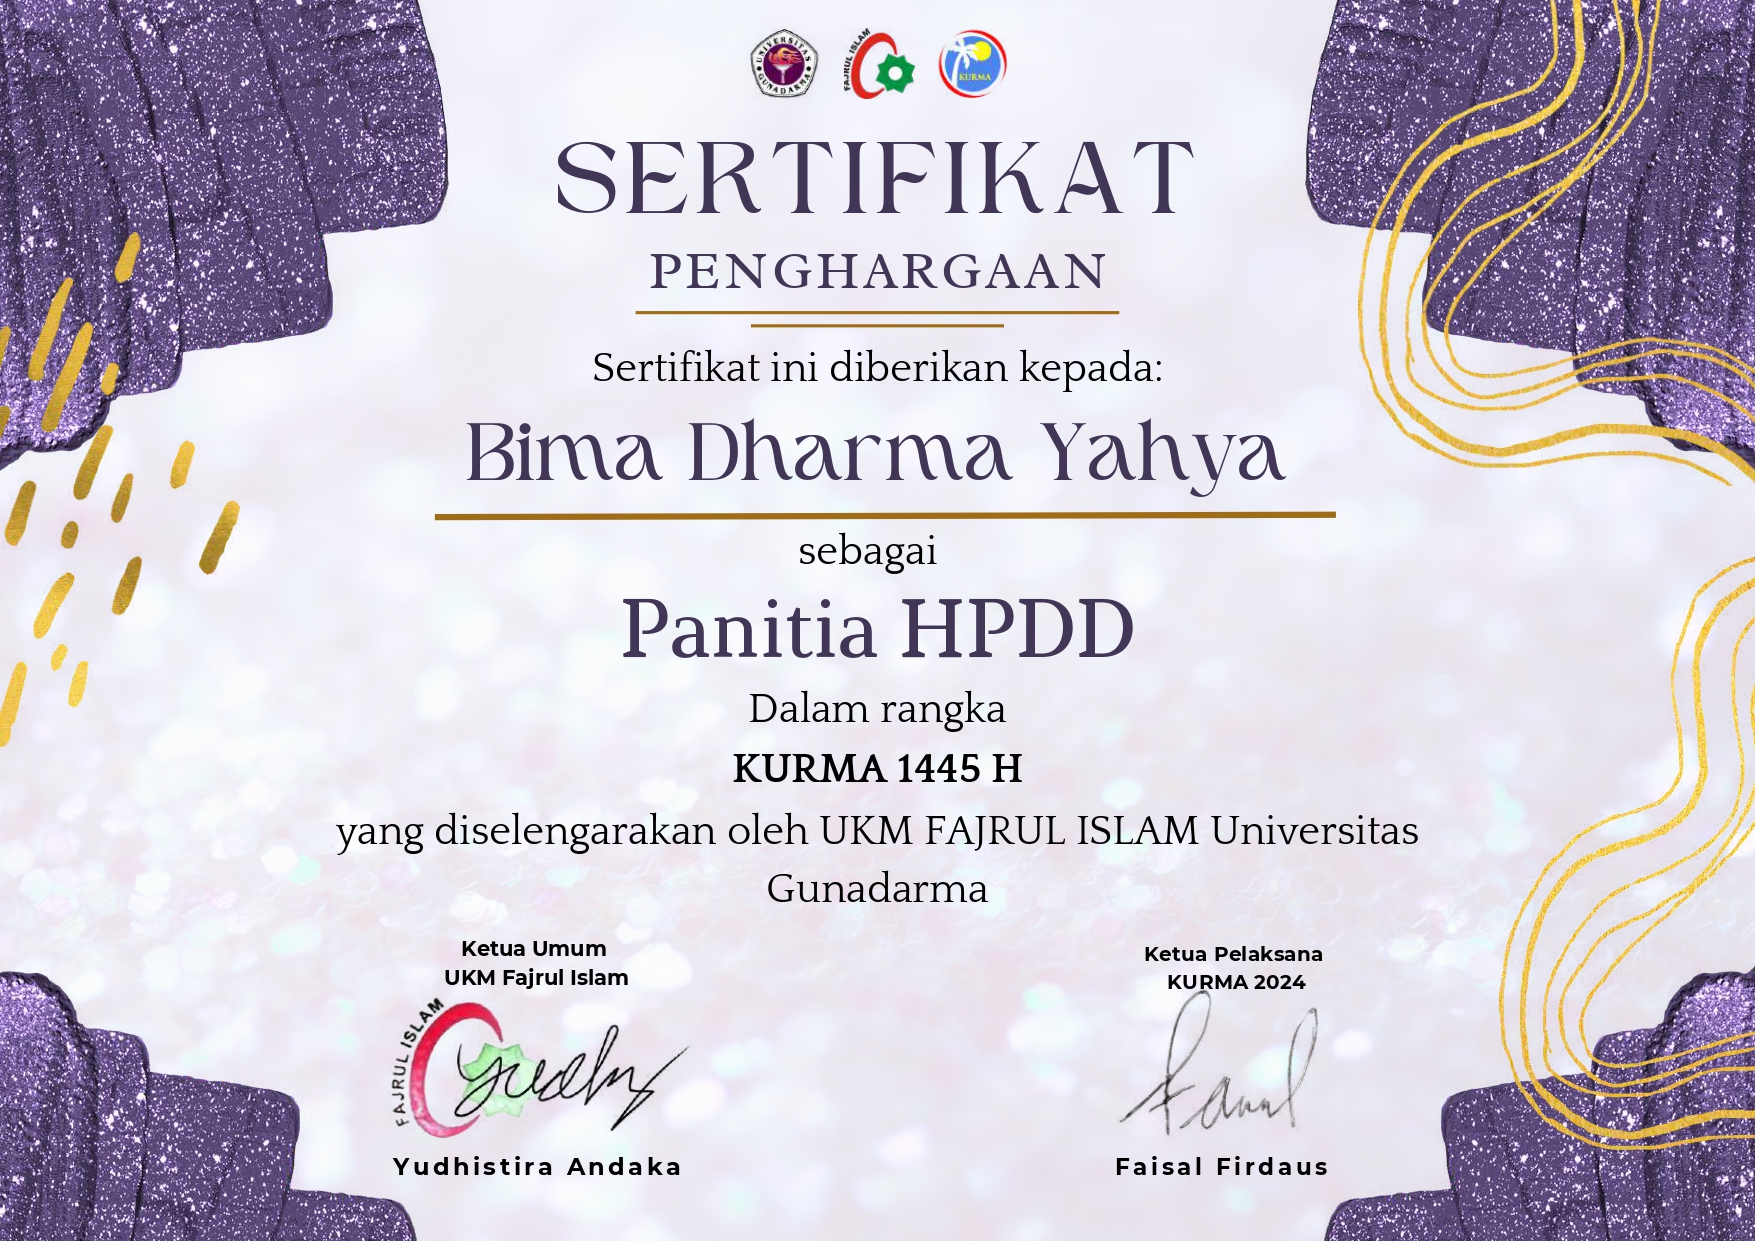 UNIVERSITAS GUNADARMA
FAJRUL ISLAM
KURMA
SERTIFIKAT
PENGHARGAAN
Sertifikat ini diberikan kepada:
Bima Dharma Yahya
sebagai
Panitia HPDD
Dalam rangka
KURMA 1445 H
yang diselengarakan oleh UKM FAJRUL ISLAM Universitas
Gunadarma
Ketua Umum
UKM Fajrul Islam
FAJRUL ISLAM
Yudhistira Andaka
Ketua Pelaksana
KURMA 2024
Faisal Firdaus